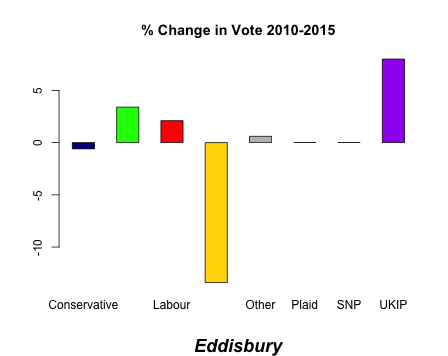 % Change in Vote 2010-2015
5
0
-5
-10
Conservative Labour Other Plaid SNP UKIP
Eddisbury